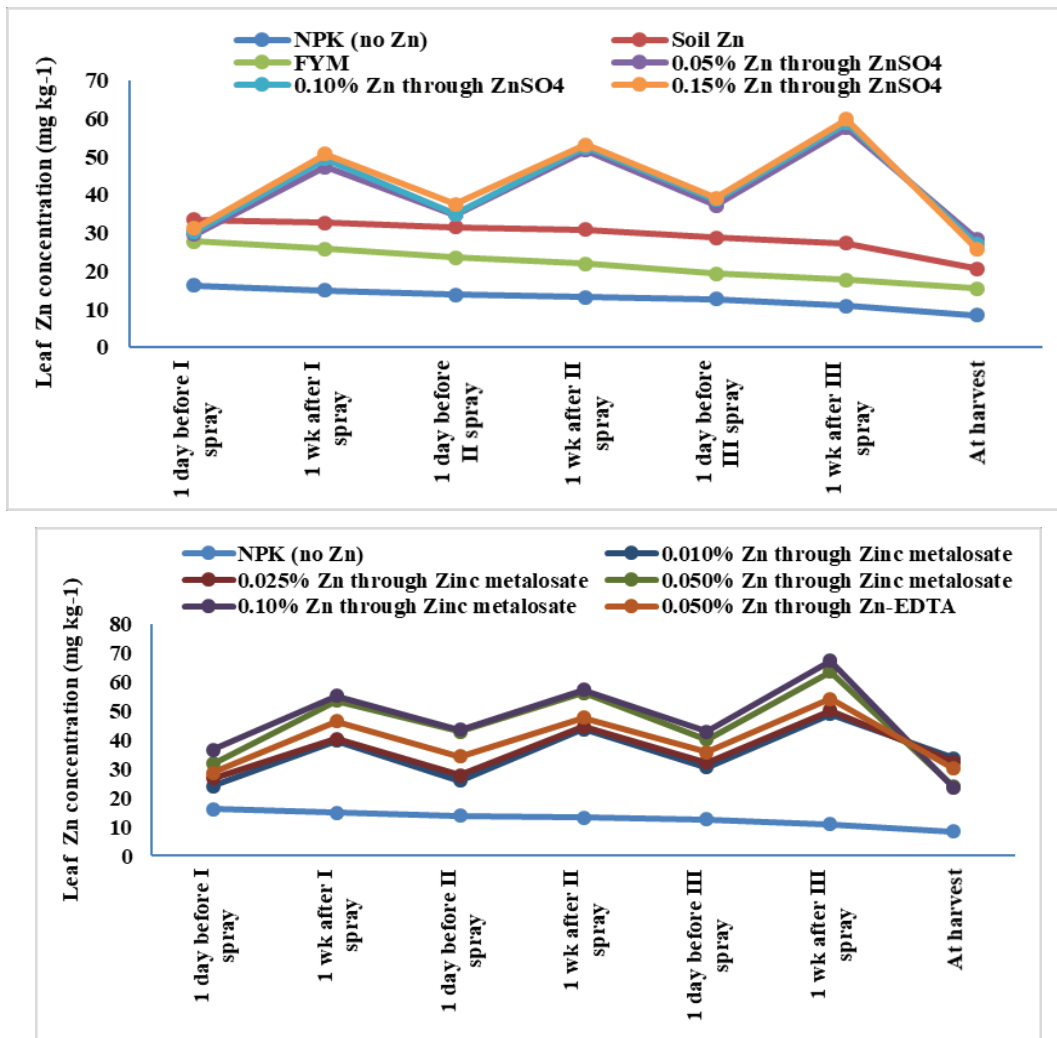 NPK (no Zn) Soil Zn
FYM 0.05% Zn through ZnSO4
0.10% Zn through ZnSO4 0.15% Zn through ZnSO4
Leaf Zn concentration (mg kg-1)
70
60
50
40
30
20
10
0
1 day before I
spray
1 wk after I
spray
1 day before
II spray
1 wk after II
spray
1 day before
III spray
1 wk after III
spray
At harvest
NPK (no Zn) 0.010% Zn through Zinc metalosate
0.025% Zn through Zinc metalosate 0.050% Zn through Zinc metalosate
0.10% Zn through Zinc metalosate 0.050% Zn through Zn-EDTA
Leaf Zn concentration (mg kg-1)
80
70
60
50
40
30
20
10
0
1 day before I
spray
1 wk after I
spray
1 day before II
spray
1 wk after II
spray
1 day before III
spray
1 wk after III
spray
At harvest